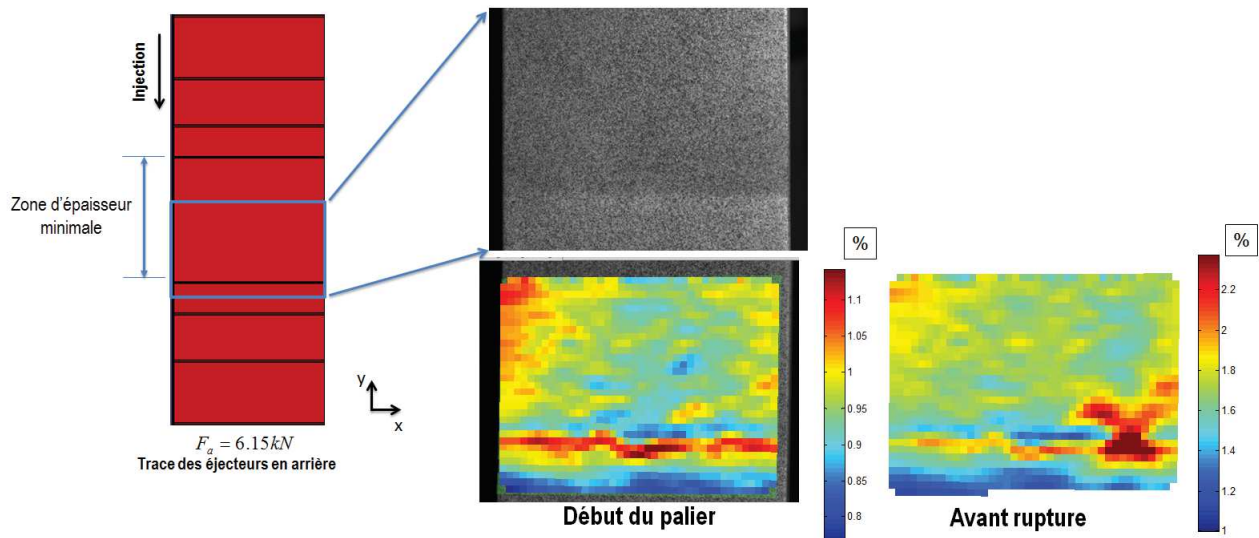 Injection
Zone d'épaisseur
minimale
y
x
F_a = 6.15kN
Trace des éjecteurs en arrière
%
1.1
1.05
1
0.95
0.9
0.85
0.8
Début du palier
%
2.2
2
1.8
1.6
1.4
1.2
1
Avant rupture